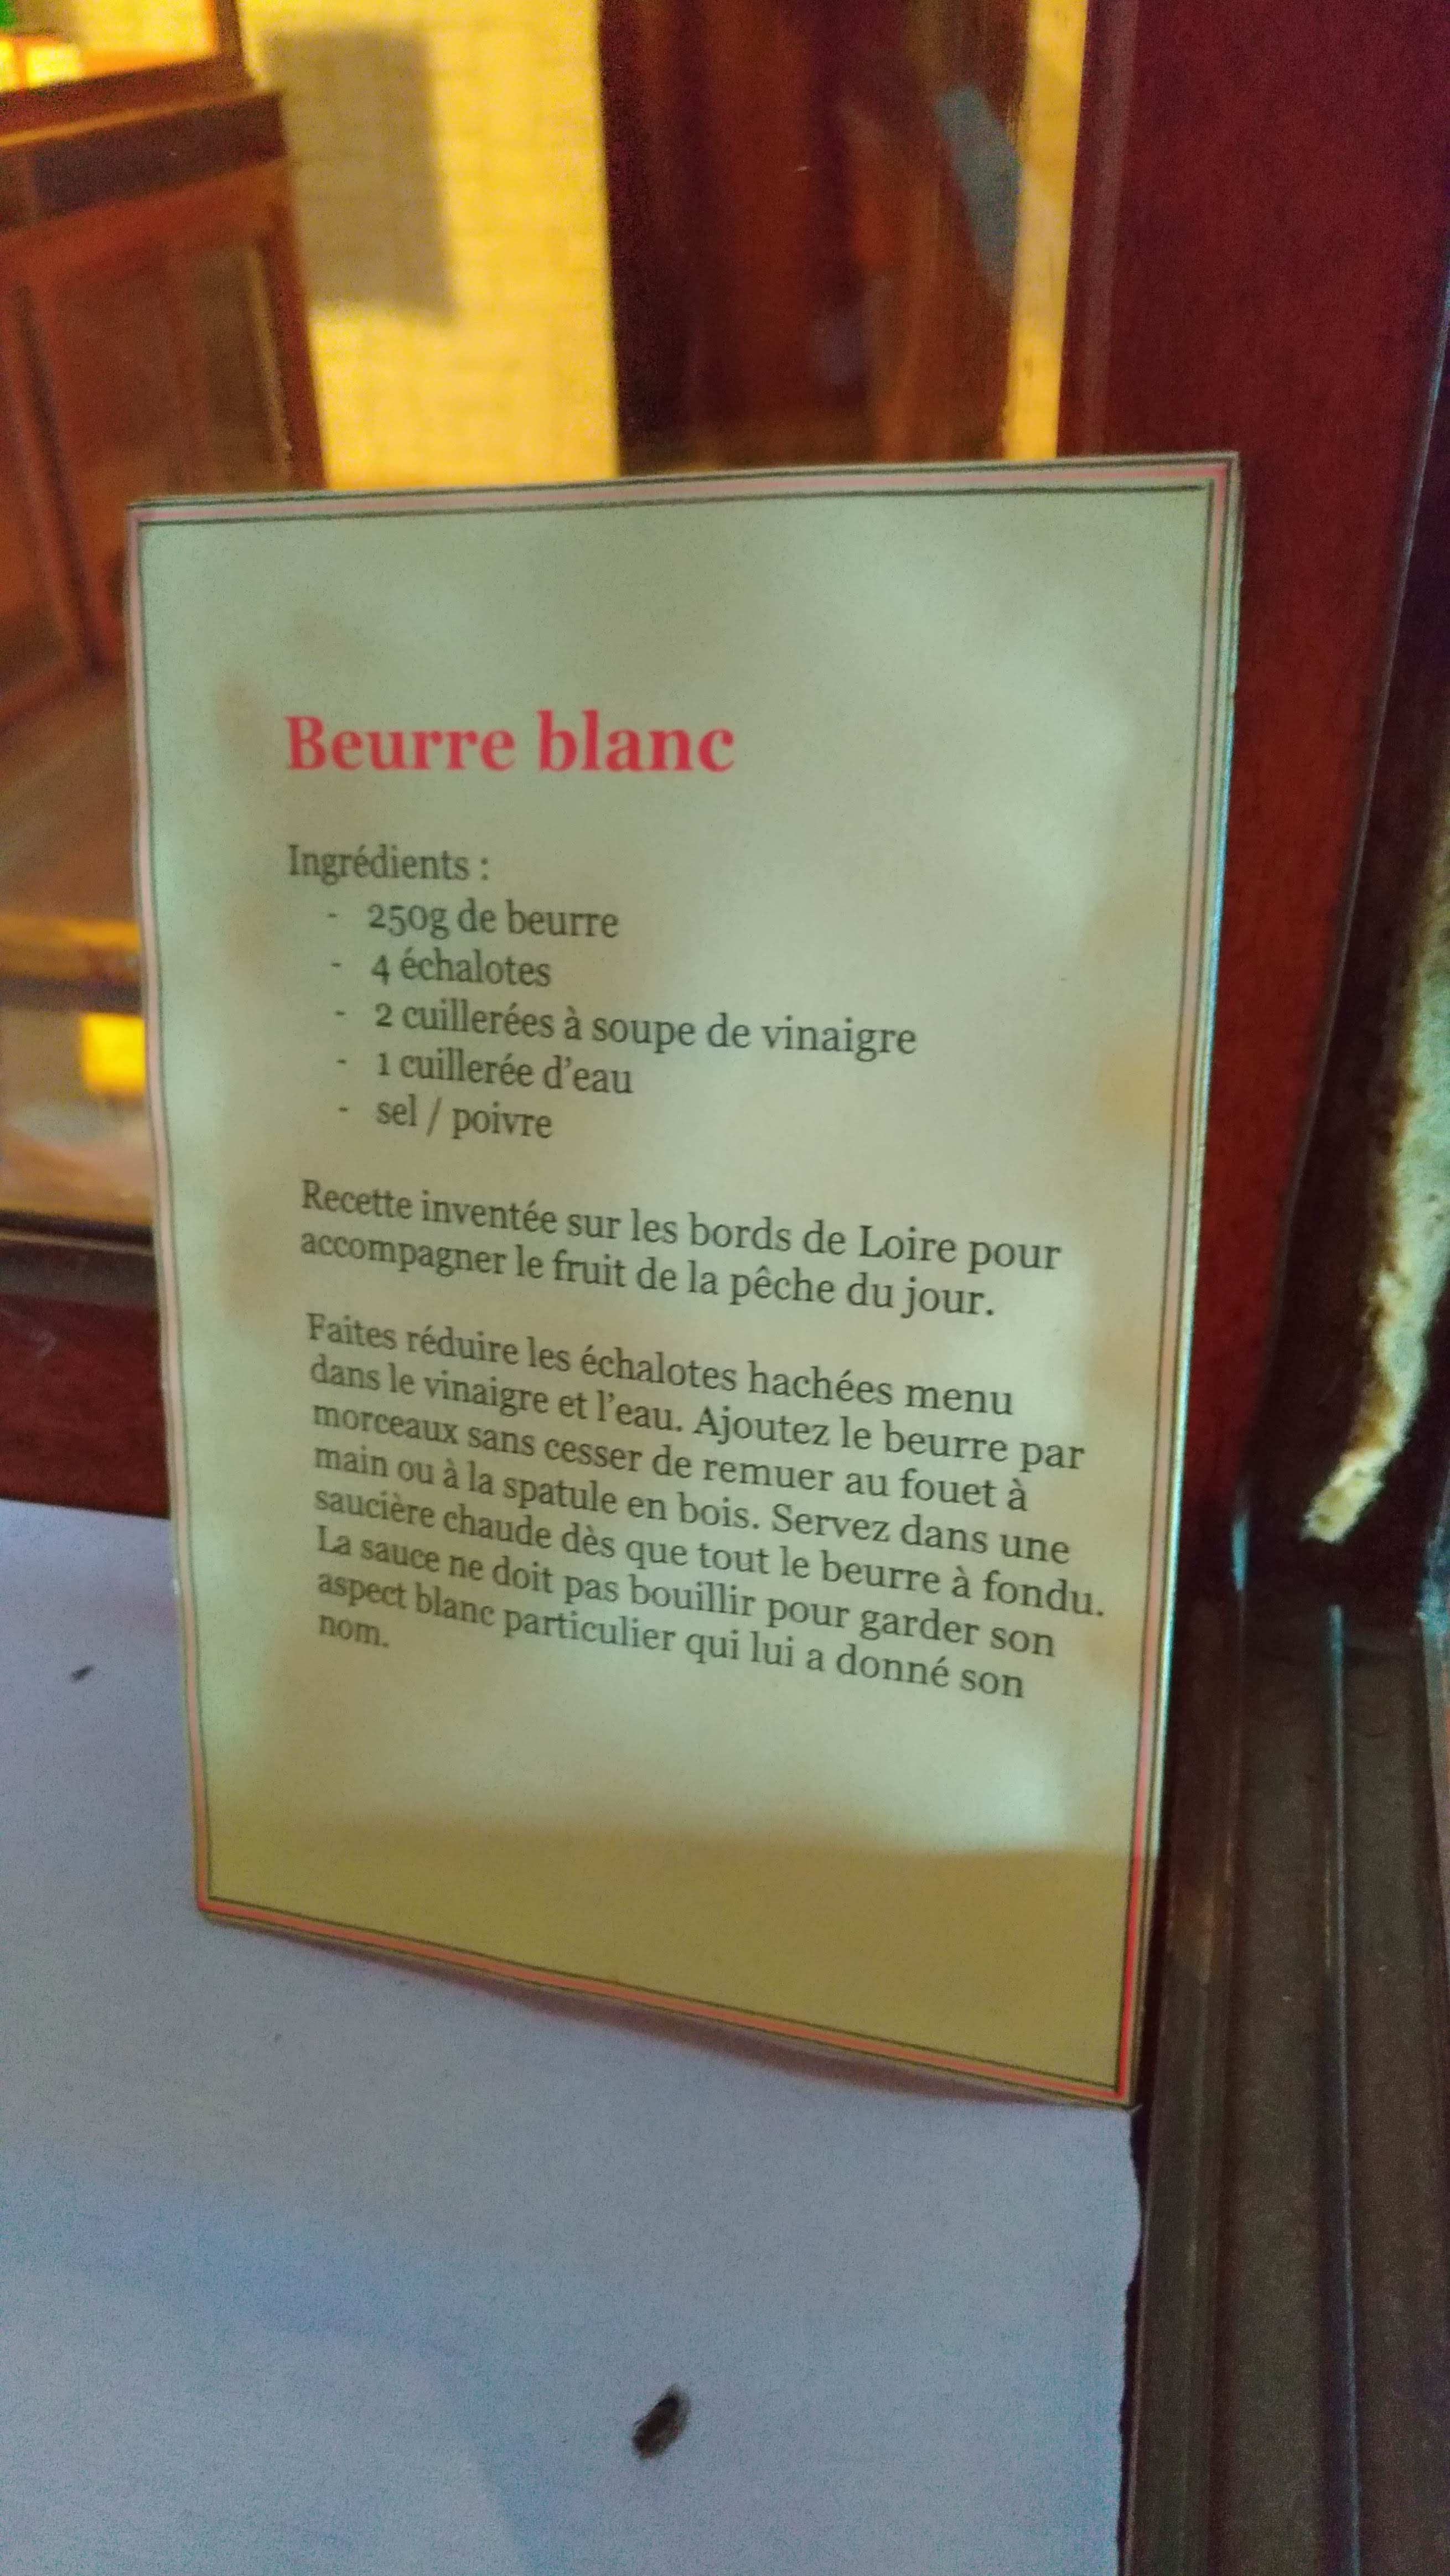 Beurre blanc
Ingrédients :
- 250g de beurre
- 4 échalotes
- 2 cuillerées à soupe de vinaigre
- 1 cuillerée d'eau
- sel / poivre
Recette inventée sur les bords de Loire pour
accompagner le fruit de la pêche du jour.
Faites réduire les échalotes hachées menu
dans le vinaigre et l'eau. Ajoutez le beurre par
morceaux sans cesser de remuer au fouet à
main ou à la spatule en bois. Servez dans une
saucière chaude dès que tout le beurre à fondu.
La sauce ne doit pas bouillir pour garder son
aspect blanc particulier qui lui a donné son
nom.